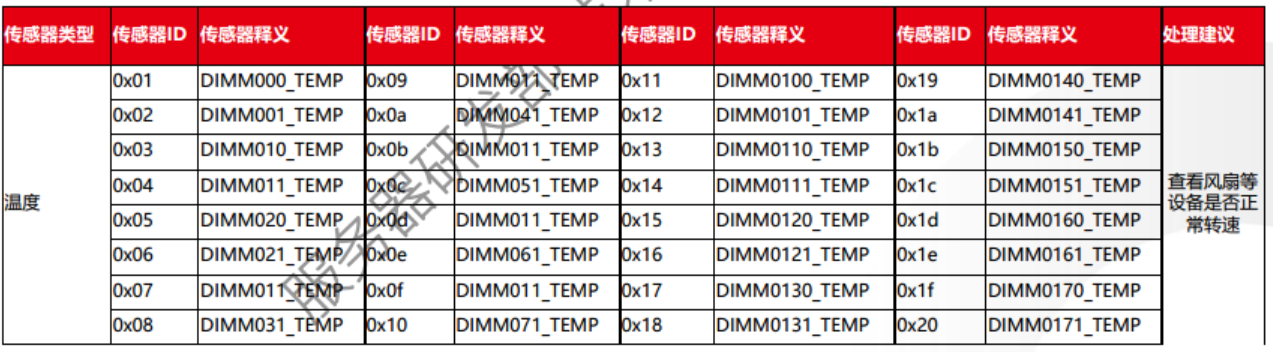 传感器类型 传感器ID 传感器释义 传感器ID 传感器释义 传感器ID 传感器释义 传感器ID 传感器释义 处理建议
温度
0x01 DIMM000_TEMP 0x09 DIMM011_TEMP 0x11 DIMM0100_TEMP 0x19 DIMM0140_TEMP
0x02 DIMM001_TEMP 0x0a DIMM041_TEMP 0x12 DIMM0101_TEMP 0x1a DIMM0141_TEMP
0x03 DIMM010_TEMP 0x0b DIMM011_TEMP 0x13 DIMM0110_TEMP 0x1b DIMM0150_TEMP
0x04 DIMM011_TEMP 0x0c DIMM051_TEMP 0x14 DIMM0111_TEMP 0x1c DIMM0151_TEMP
0x05 DIMM020_TEMP 0x0d DIMM011_TEMP 0x15 DIMM0120_TEMP 0x1d DIMM0160_TEMP
0x06 DIMM021_TEMP 0x0e DIMM061_TEMP 0x16 DIMM0121_TEMP 0x1e DIMM0161_TEMP
0x07 DIMM011_TEMP 0x0f DIMM011_TEMP 0x17 DIMM0130_TEMP 0x1f DIMM0170_TEMP
0x08 DIMM031_TEMP 0x10 DIMM071_TEMP 0x18 DIMM0131_TEMP 0x20 DIMM0171_TEMP
查看风扇等
设备是否正
常转速
服务器研发部